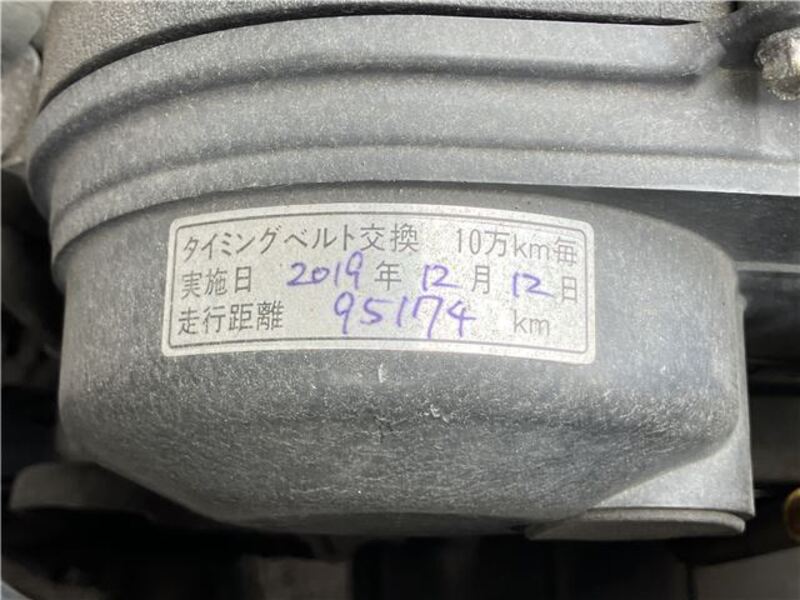 タイミングベルト交換 10万km毎
実施日 2019年 12月 12日
走行距離 95174 km